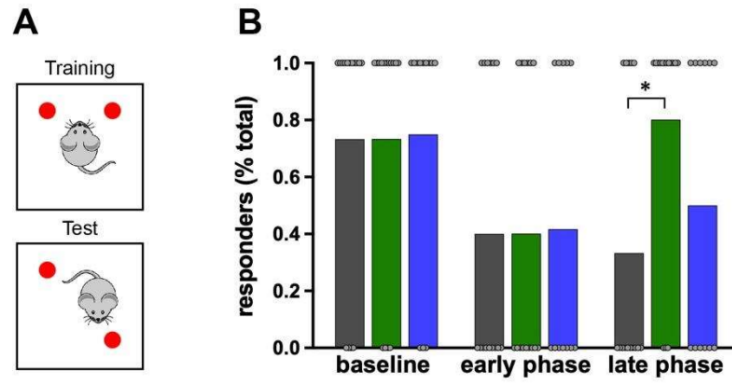 A
Training
Test
B
responders (% total)
1.0
0.8
0.6
0.4
0.2
0.0
*
baseline
early phase
late phase